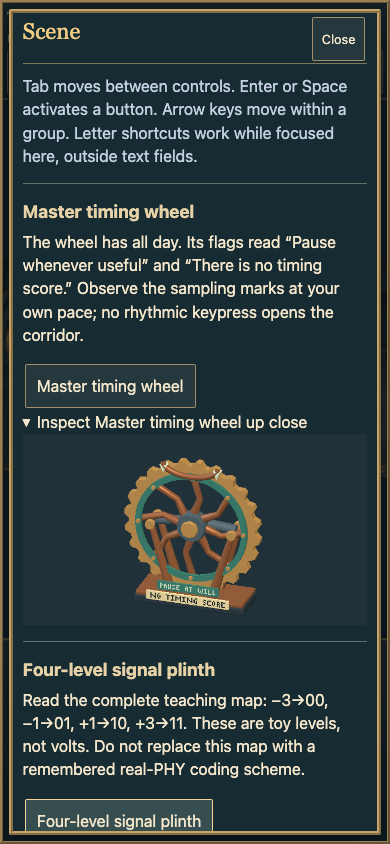 Scene
Close
Tab moves between controls. Enter or Space
activates a button. Arrow keys move within a
group. Letter shortcuts work while focused
here, outside text fields.
Master timing wheel
The wheel has all day. Its flags read “Pause
whenever useful” and “There is no timing
score.” Observe the sampling marks at your
own pace; no rhythmic keypress opens the
corridor.
Master timing wheel
▾ Inspect Master timing wheel up close
PAUSE AT WILL
NO TIMING SCORE
Four-level signal plinth
Read the complete teaching map: −3→00,
−1→01, +1→10, +3→11. These are toy levels,
not volts. Do not replace this map with a
remembered real-PHY coding scheme.
Four-level signal plinth